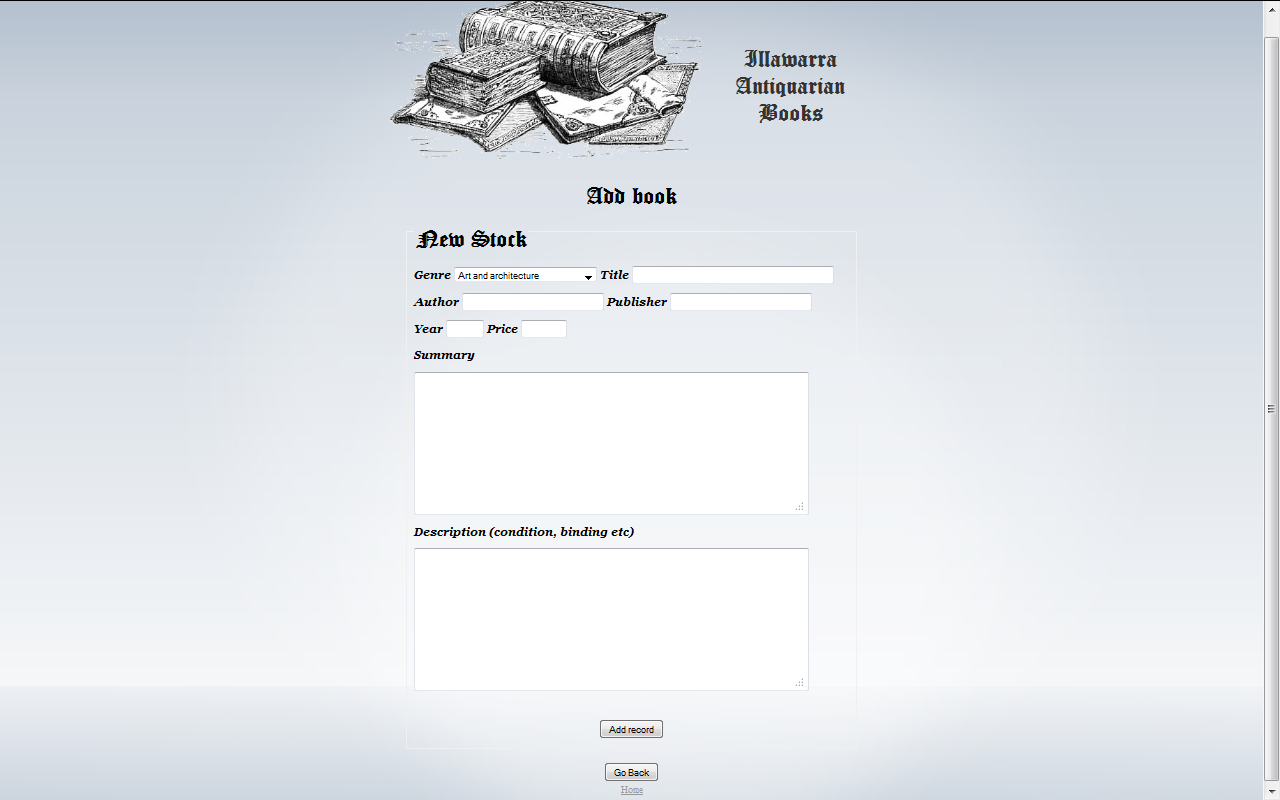 Illawarra
Antiquarian
Books
Add book
New Stock
Genre Art and architecture Title
Author Publisher
Year Price
Summary
Description (condition, binding etc)
Add record
Go Back
Home